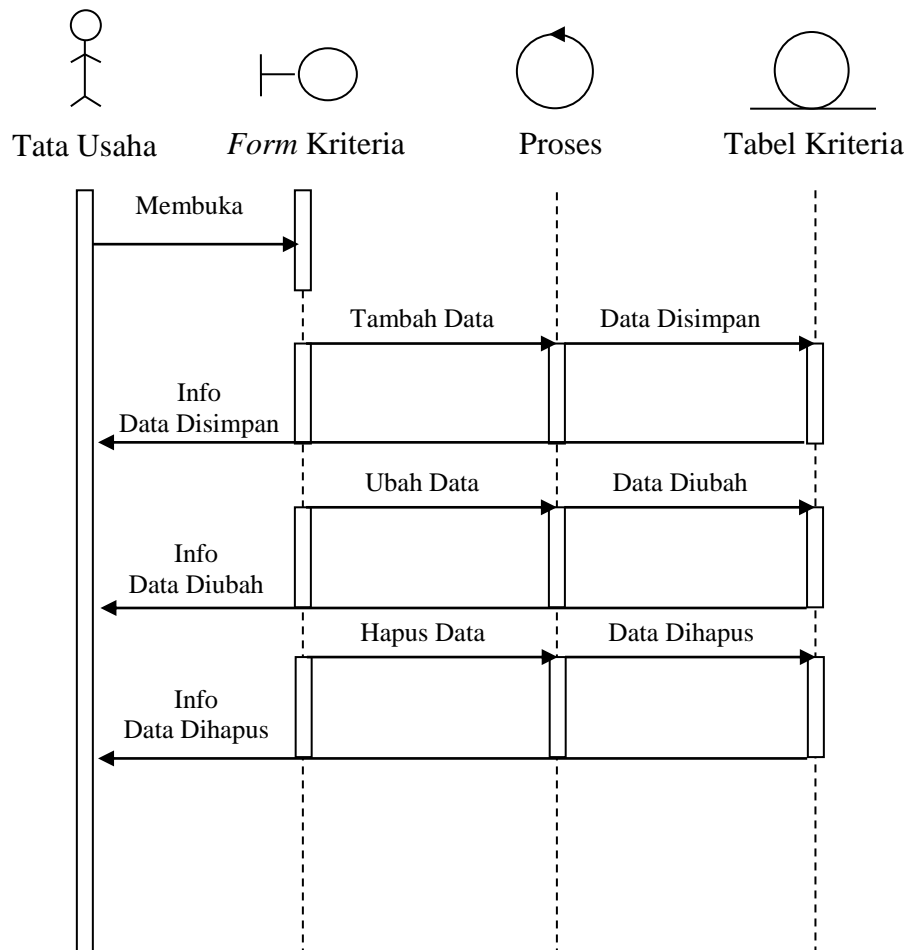 Tata Usaha
Form Kriteria
Proses
Tabel Kriteria
Membuka
Tambah Data
Data Disimpan
Info
Data Disimpan
Ubah Data
Data Diubah
Info
Data Diubah
Hapus Data
Data Dihapus
Info
Data Dihapus